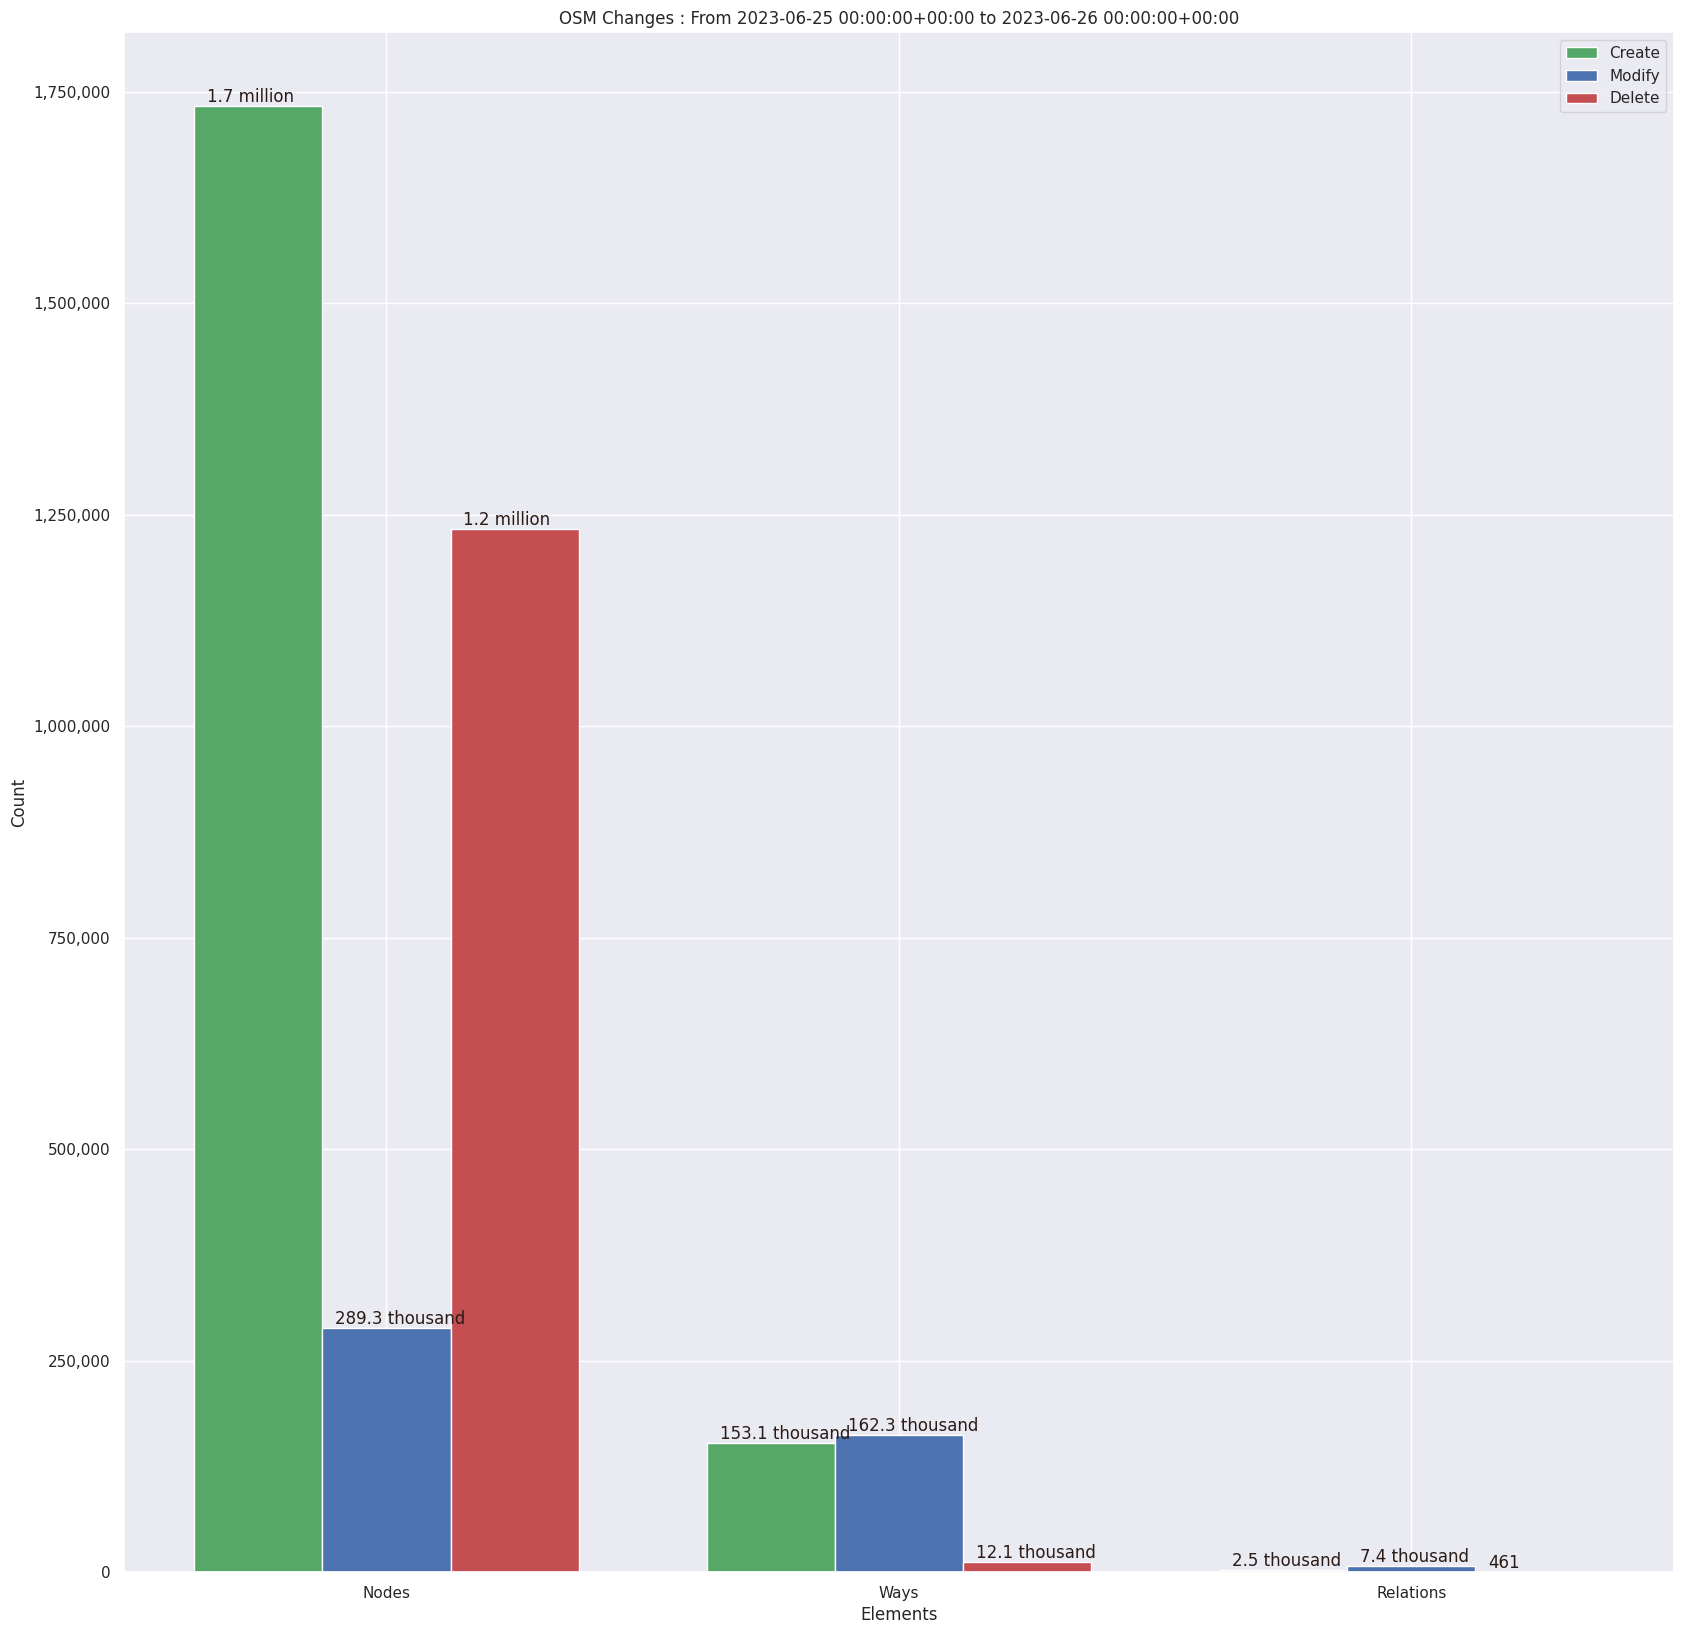 OSM Changes : From 2023-06-25 00:00:00+00:00 to 2023-06-26 00:00:00+00:00
Create
Modify
Delete
1,750,000
1,500,000
1,250,000
1,000,000
750,000
500,000
250,000
0
Count
1.7 million
289.3 thousand
1.2 million
153.1 thousand
162.3 thousand
12.1 thousand
2.5 thousand
7.4 thousand
461
Nodes
Ways
Relations
Elements